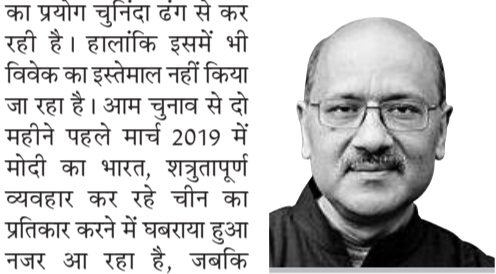 का प्रयोग चुनिंदा ढंग से कर
रही है। हालांकि इसमें भी
विवेक का इस्तेमाल नहीं किया
जा रहा है। आम चुनाव से दो
महीने पहले मार्च 2019 में
मोदी का भारत, शत्रुतापूर्ण
व्यवहार कर रहे चीन का
प्रतिकार करने में घबराया हुआ
नजर आ रहा है, जबकि